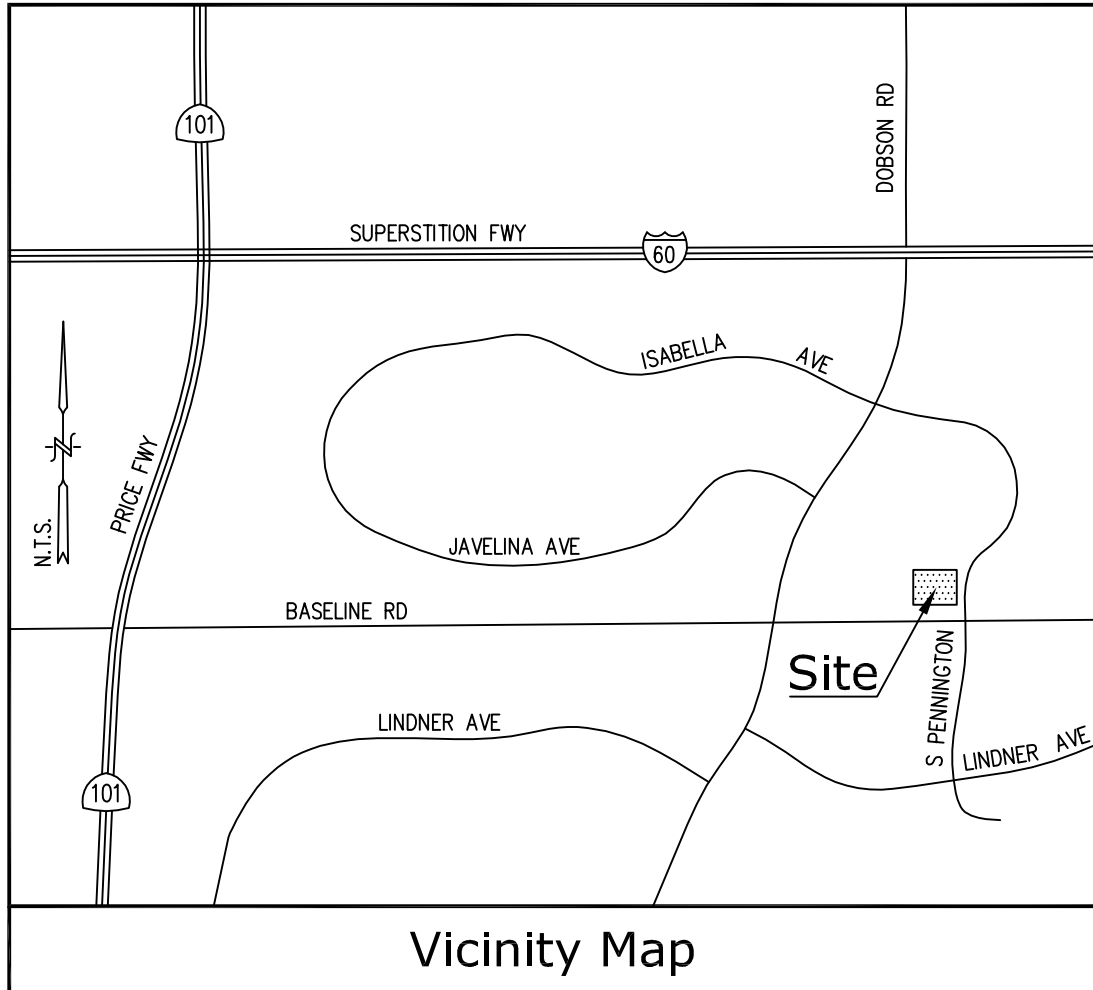 101
DOBSON RD
SUPERSTITION FWY
60
ISABELLA AVE
N
PRICE FWY
N.T.S.
JAVELINA AVE
BASELINE RD
Site
S PENNINGTON
LINDNER AVE
LINDNER AVE
101
Vicinity Map